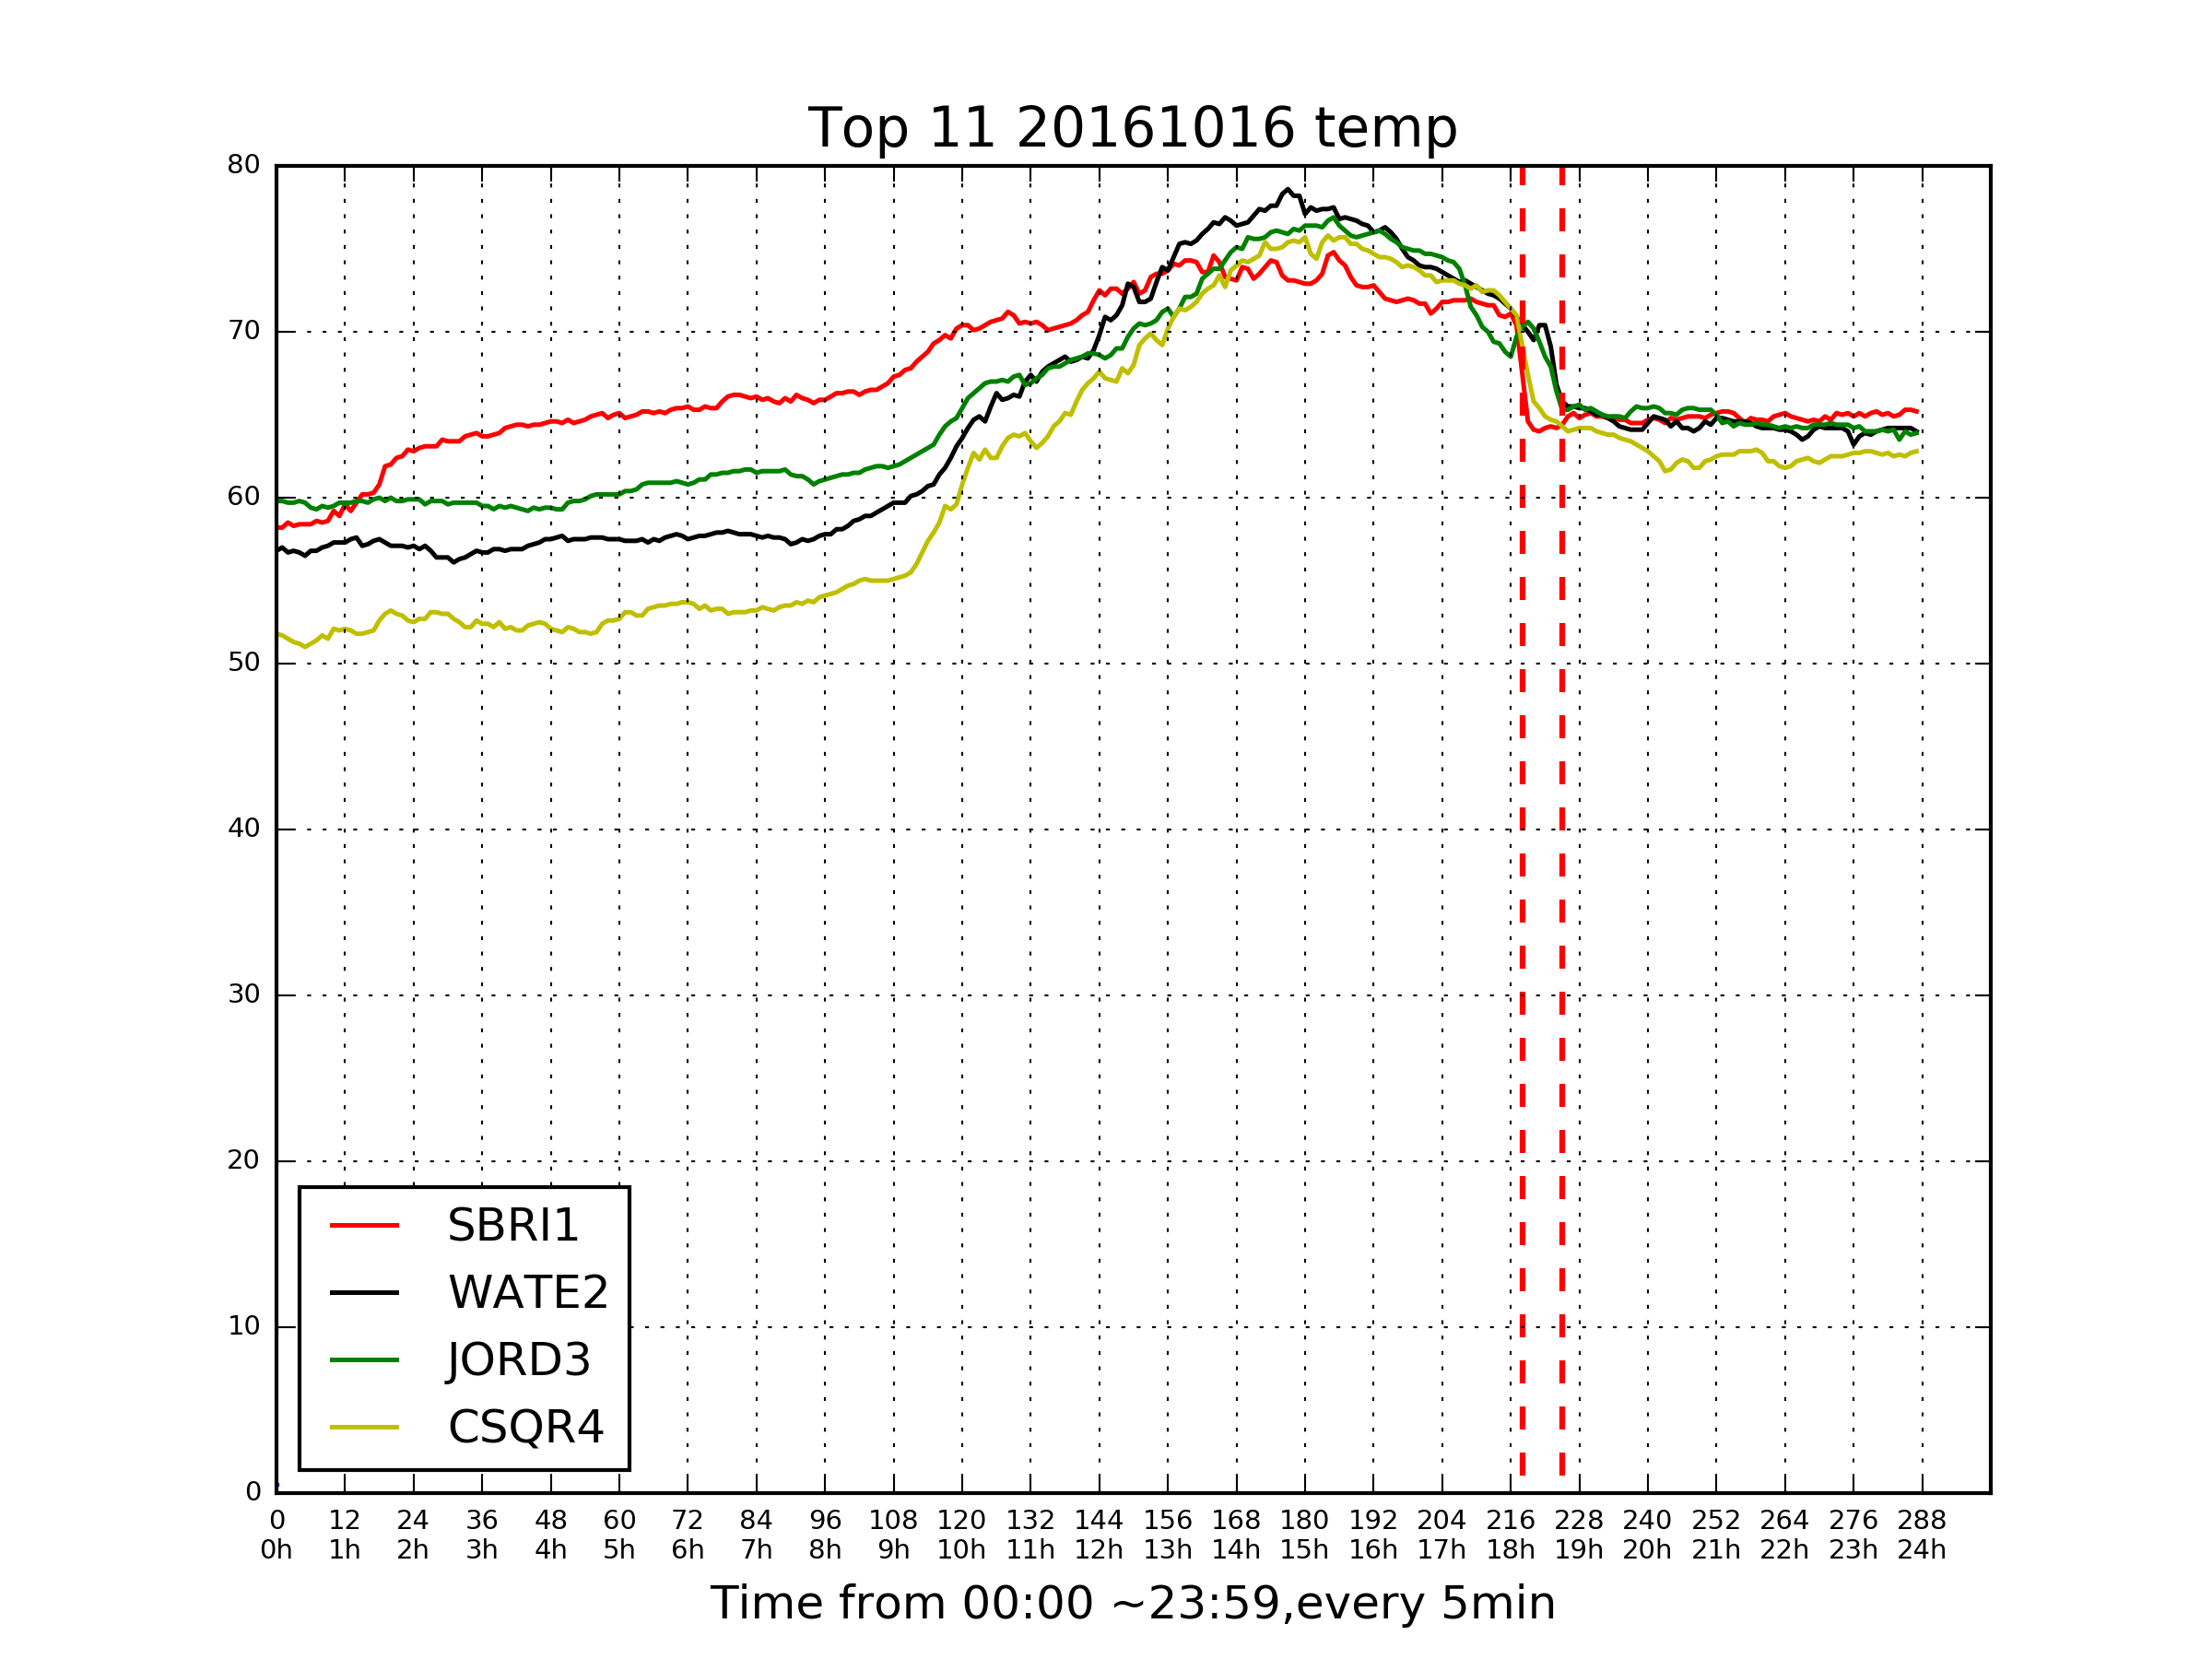 Top 11 20161016 temp
80
70
60
50
40
30
20
10
0
SBRI1
WATE2
JORD3
CSQR4
0 12 24 36 48 60 72 84 96 108 120 132 144 156 168 180 192 204 216 228 240 252 264 276 288
0h 1h 2h 3h 4h 5h 6h 7h 8h 9h 10h 11h 12h 13h 14h 15h 16h 17h 18h 19h 20h 21h 22h 23h 24h
Time from 00:00 ~23:59,every 5min